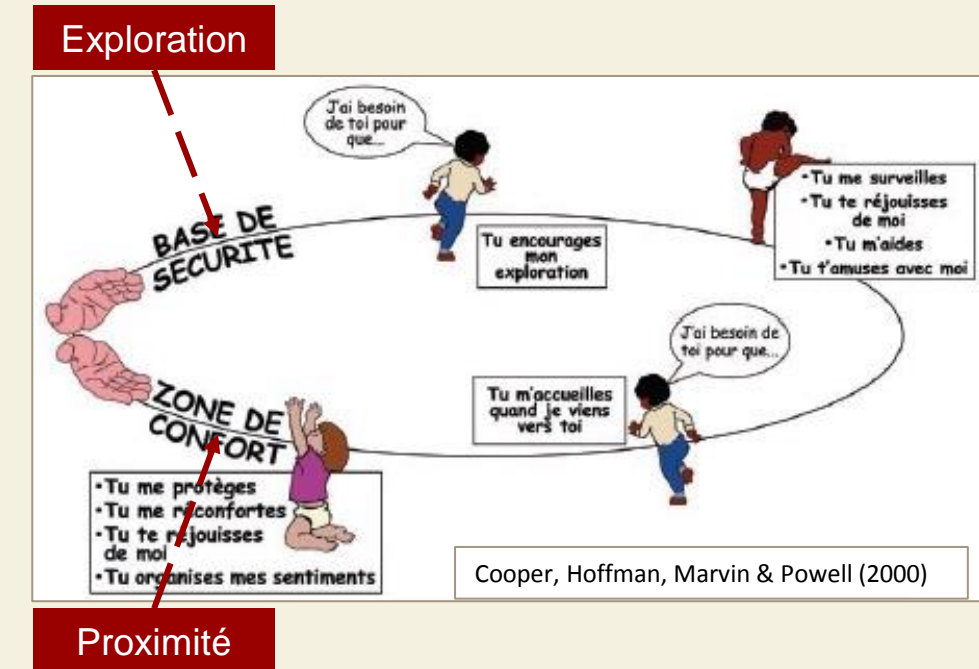 Exploration
J'ai besoin
de toi pour
que...
BASE DE
SÉCURITÉ
Tu encourages
mon
exploration
•Tu me surveilles
•Tu te réjouisses
de moi
•Tu m'aides
•Tu t'amuses avec moi
J'ai besoin de
toi pour que...
Tu m'accueilles
quand je viens
vers toi
ZONE DE
CONFORT
•Tu me protèges
•Tu me réconfortes
•Tu te réjouisses
de moi
•Tu organises mes sentiments
Cooper, Hoffman, Marvin & Powell (2000)
Proximité